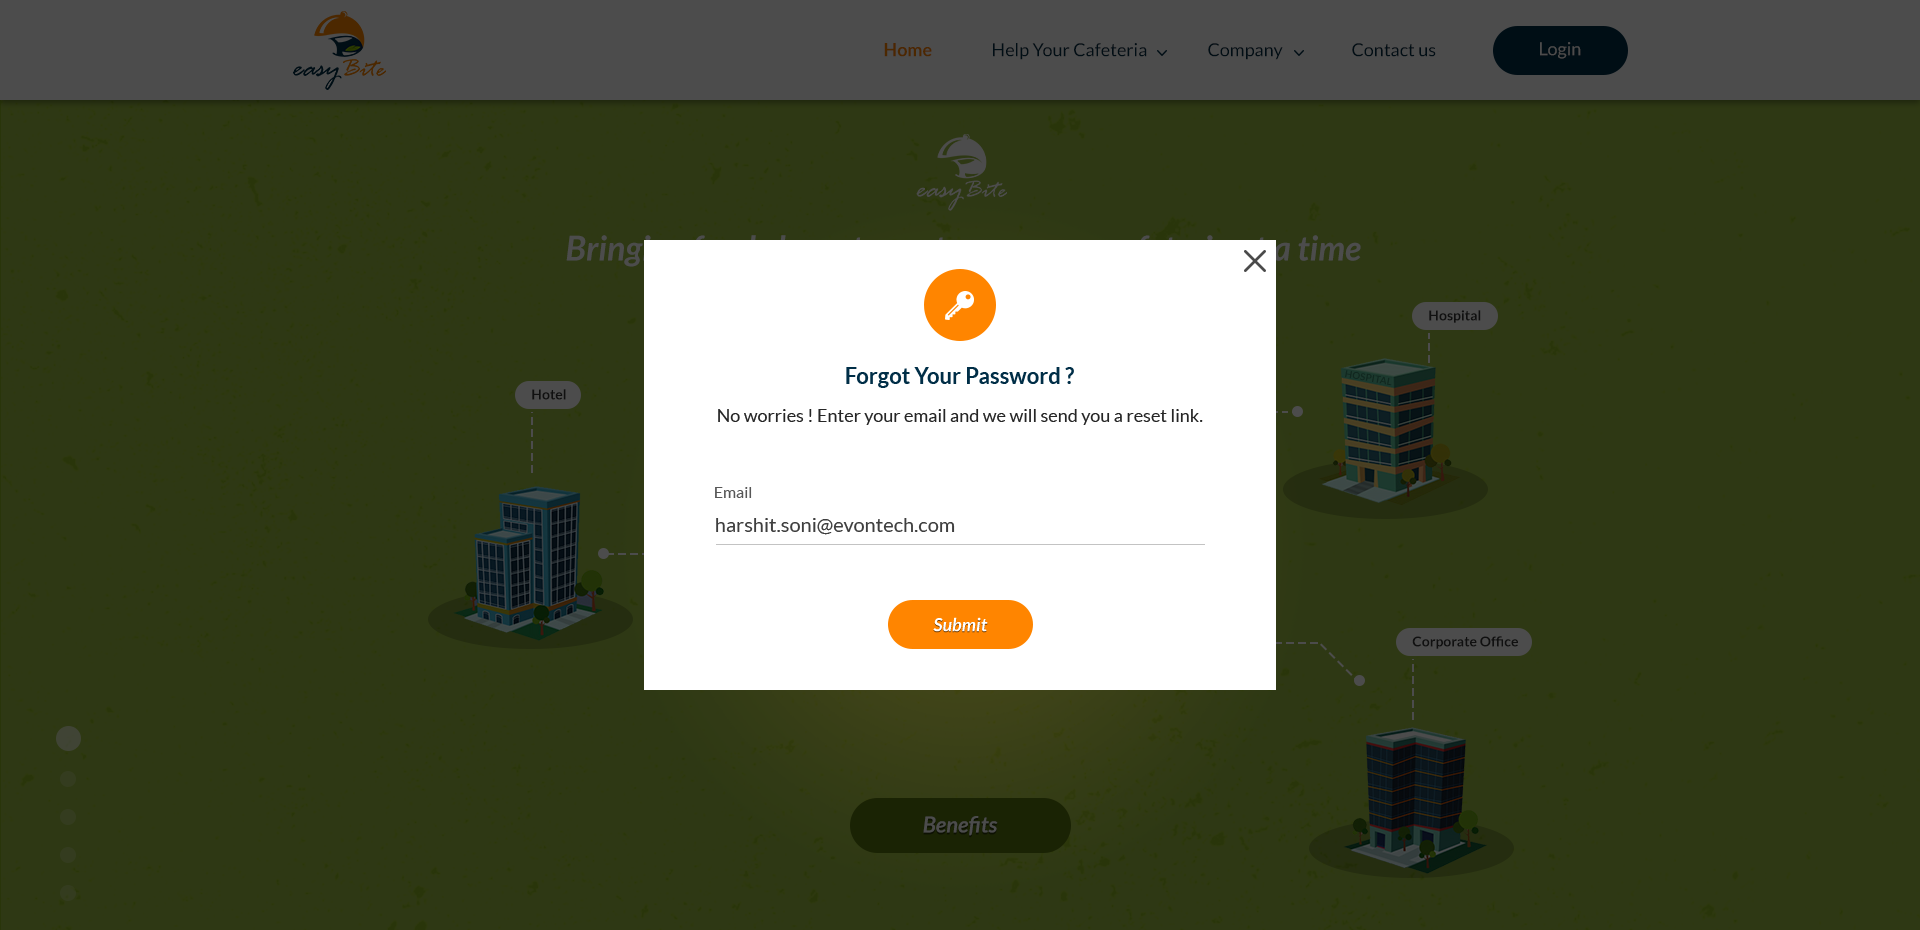 easy Bite
Home
Help Your Cafeteria
Company
Contact us
Login
easy Bite
a time
Hospital
HOSPITAL
Hotel
Forgot Your Password ?
No worries ! Enter your email and we will send you a reset link.
Email
harshit.soni@evontech.com
Submit
Corporate Office
Benefits